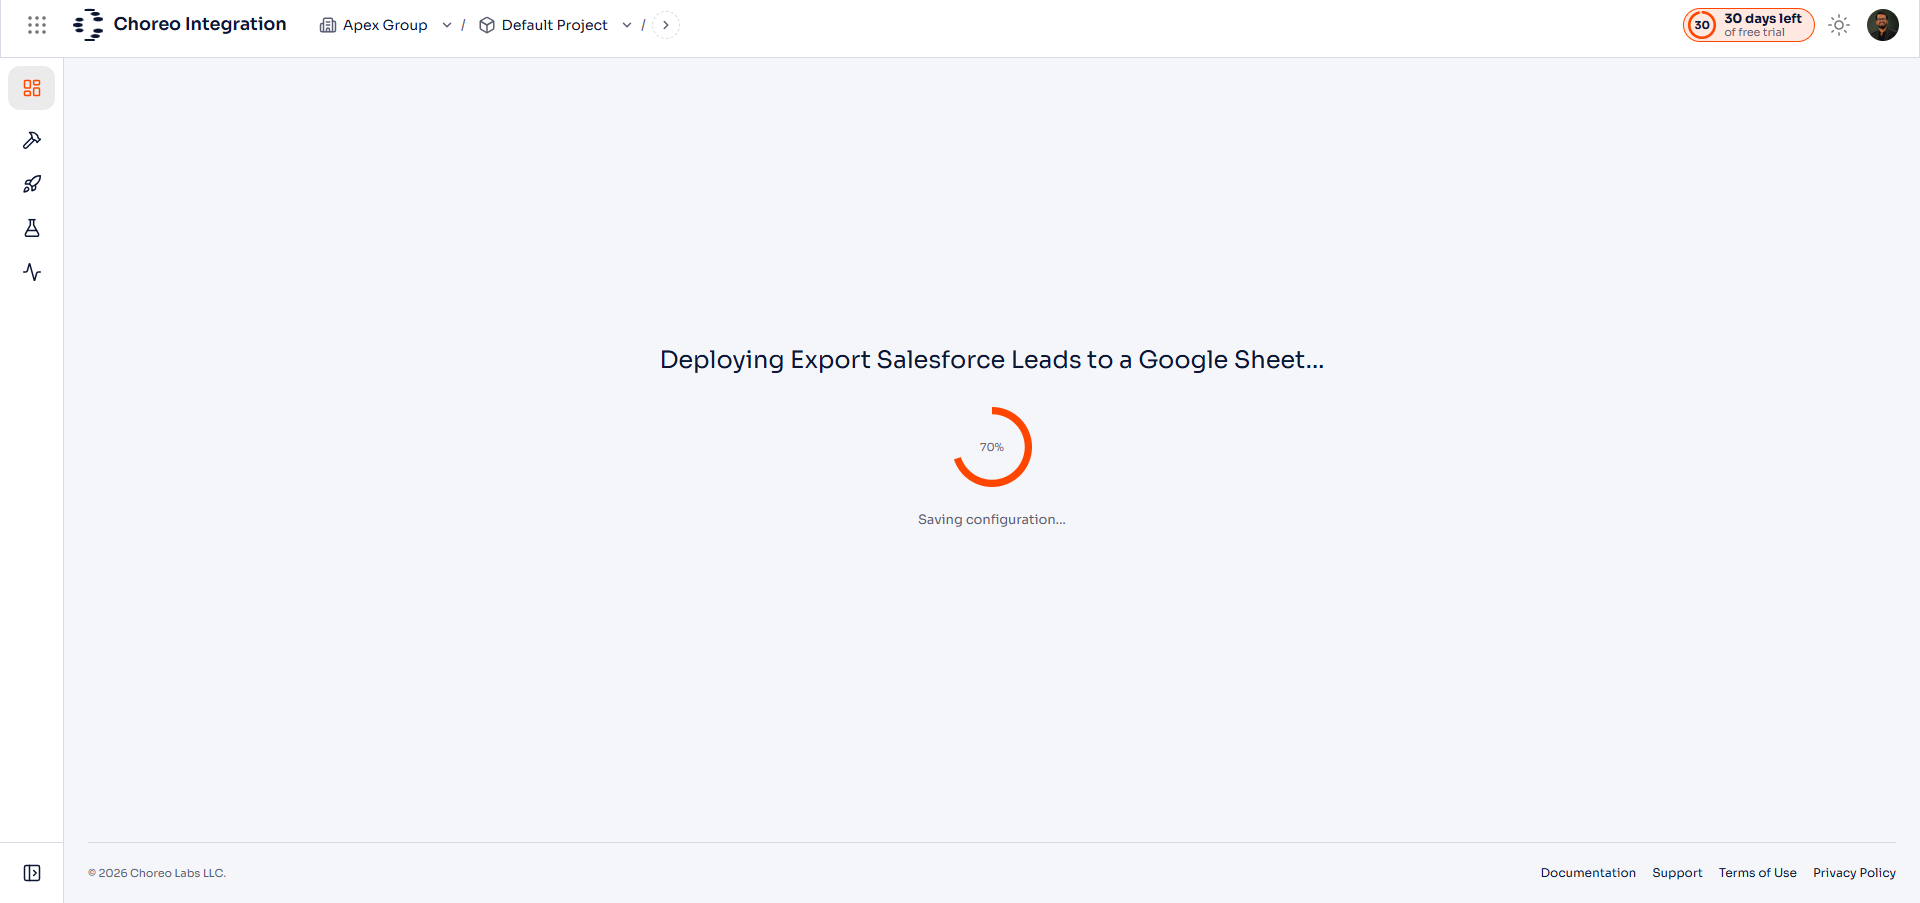 Choreo Integration
Apex Group
/
Default Project
/
30
30 days left
of free trial
Deploying Export Salesforce Leads to a Google Sheet...
70%
Saving configuration...
© 2026 Choreo Labs LLC.
Documentation
Support
Terms of Use
Privacy Policy